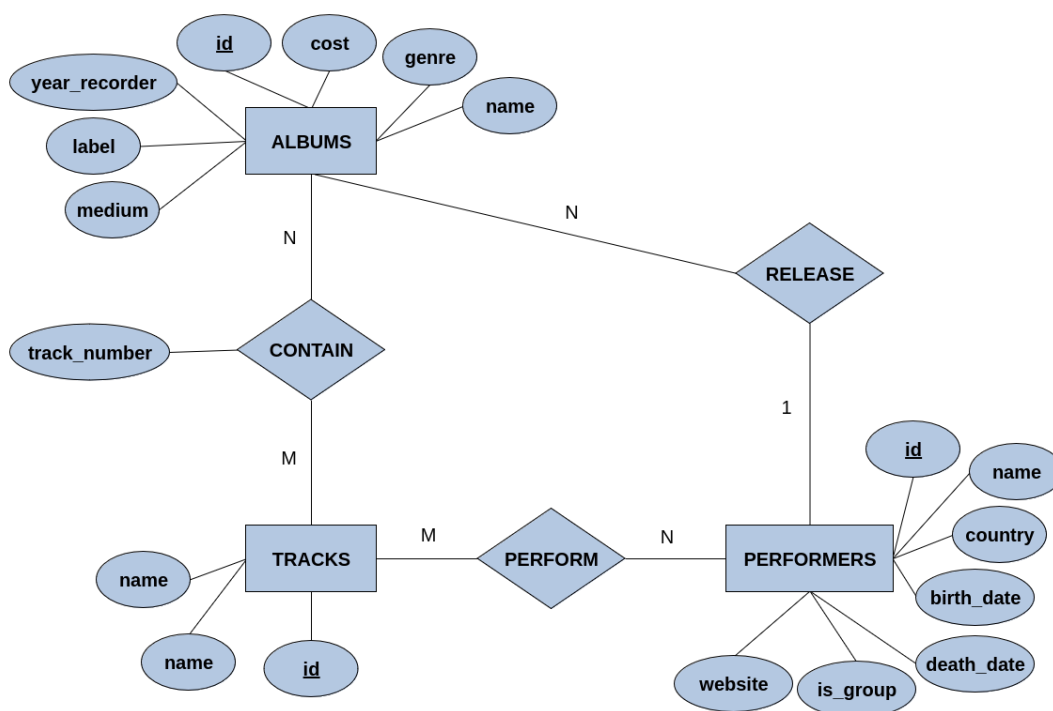 id
cost
genre
year_recorder
name
ALBUMS
label
medium
N
N
RELEASE
track_number
CONTAIN
1
M
id
name
M
N
country
TRACKS
PERFORM
PERFORMERS
name
birth_date
name
id
death_date
website
is_group